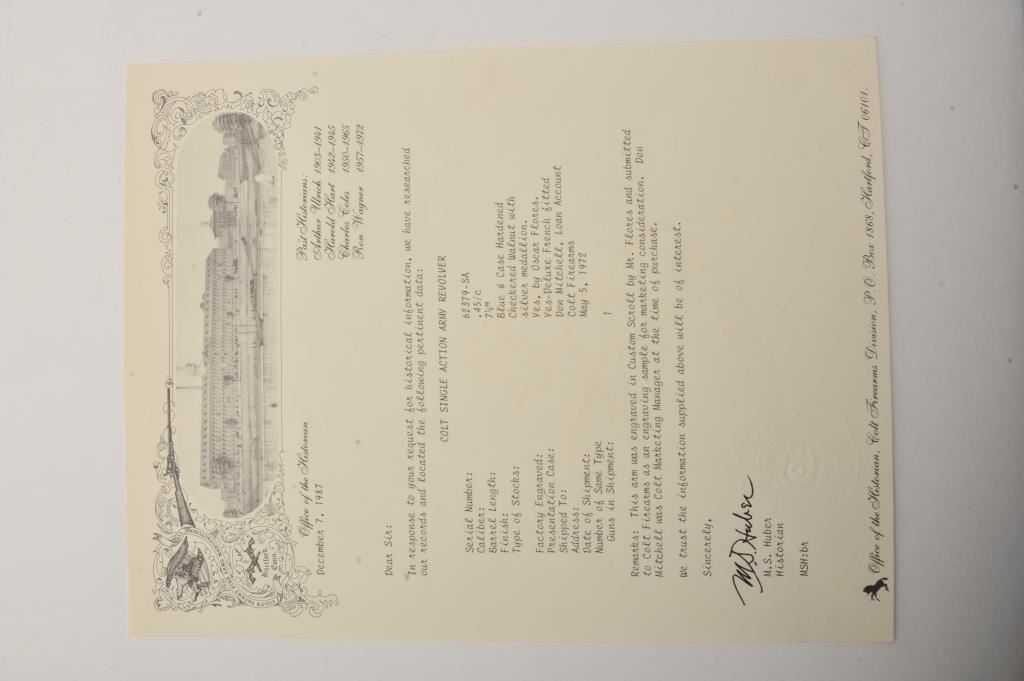 COLT'S PATENT FIRE ARMS
Hartford,
Conn.
Office of the Historian
Past Historians:
Arthur Ulrich 1903-1941
Harold Hart 1942-1945
Charles Coles 1950-1965
Ron Wagner 1957-1972
December 7, 1987
Dear Sir:
In response to your request for historical information, we have researched
our records and located the following pertinent data:
COLT SINGLE ACTION ARMY REVOLVER
Serial Number: 62379-SA
Caliber: .45/C
Barrel Length: 7½"
Finish: Blue & Case Hardened
Type of Stocks: Checkered Walnut with
silver medallion.
Factory Engraved: Yes, by Oscar Flores.
Presentation Case: Yes-Deluxe French fitted
Shipped To: Don Mitchell, Loan Account
Address: Colt Firearms
Date of Shipment: May 5, 1972
Number of Same Type
Guns in Shipment: 1
Remarks: This arm was engraved in Custom Scroll by Mr. Flores and submitted
to Colt Firearms as an engraving sample for marketing consideration. Don
Mitchell was Colt Marketing Manager at the time of purchase.
We trust the information supplied above will be of interest.
Sincerely,
M.S. Huber
M.S. Huber
Historian
MSH:br
Office of the Historian, Colt Firearms Division, P.O. Box 1868, Hartford, CT 06101.